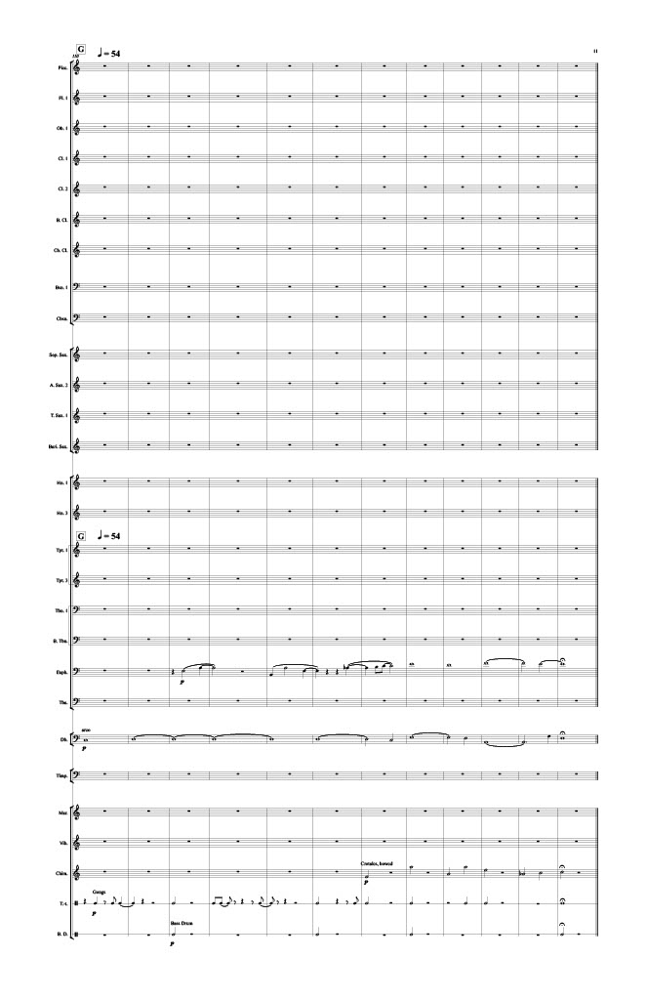 G
♩ = 54
11
Picc.
Fl. 1
Ob. 1
Cl. 1
Cl. 2
B. Cl.
Cb. Cl.
Bsn. 1
Cbsn.
Sop. Sax.
A. Sax. 2
T. Sax. 1
Bari. Sax.
Hn. 1
Hn. 3
G
♩ = 54
Tpt. 1
Tpt. 3
Tbn. 1
B. Tbn.
Euph.
p
Tba.
arco
Db.
p
Timp.
Mar.
Vib.
Crotales, bowed
Chim.
p
Gongs
T.-t.
p
Bass Drum
B. D.
p